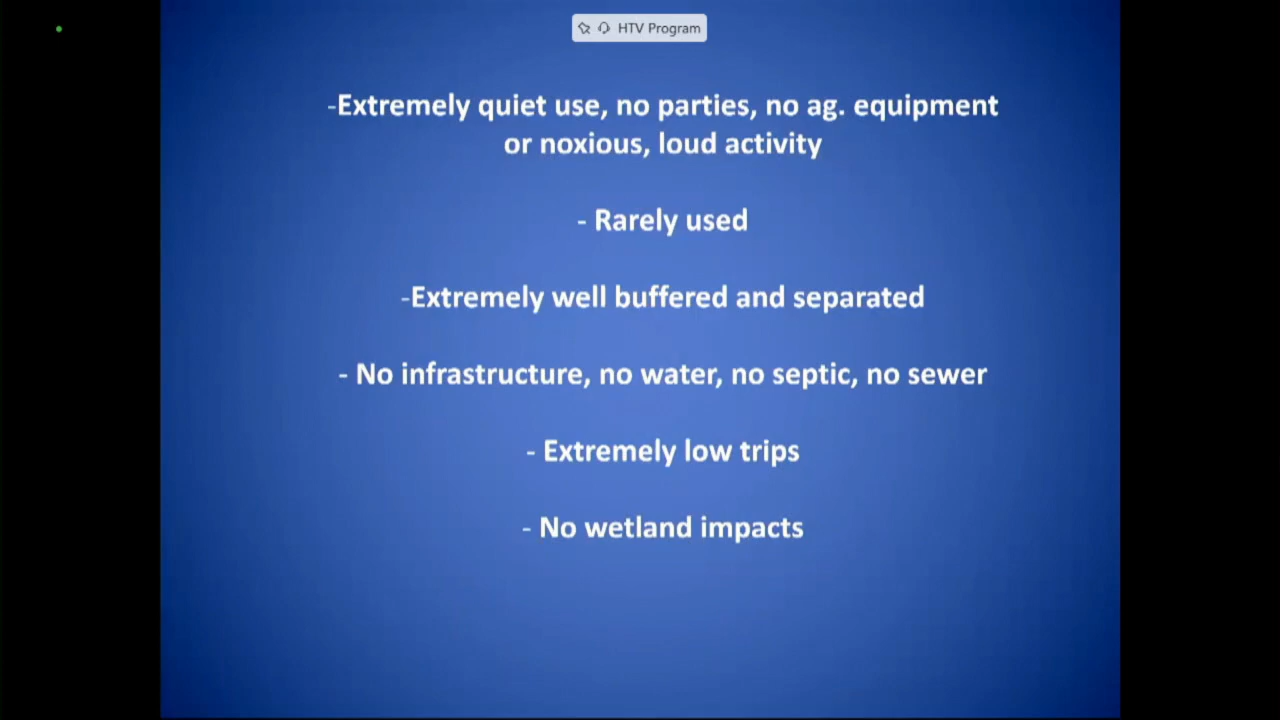 HTV Program
-Extremely quiet use, no parties, no ag. equipment
or noxious, loud activity
- Rarely used
-Extremely well buffered and separated
- No infrastructure, no water, no septic, no sewer
- Extremely low trips
- No wetland impacts